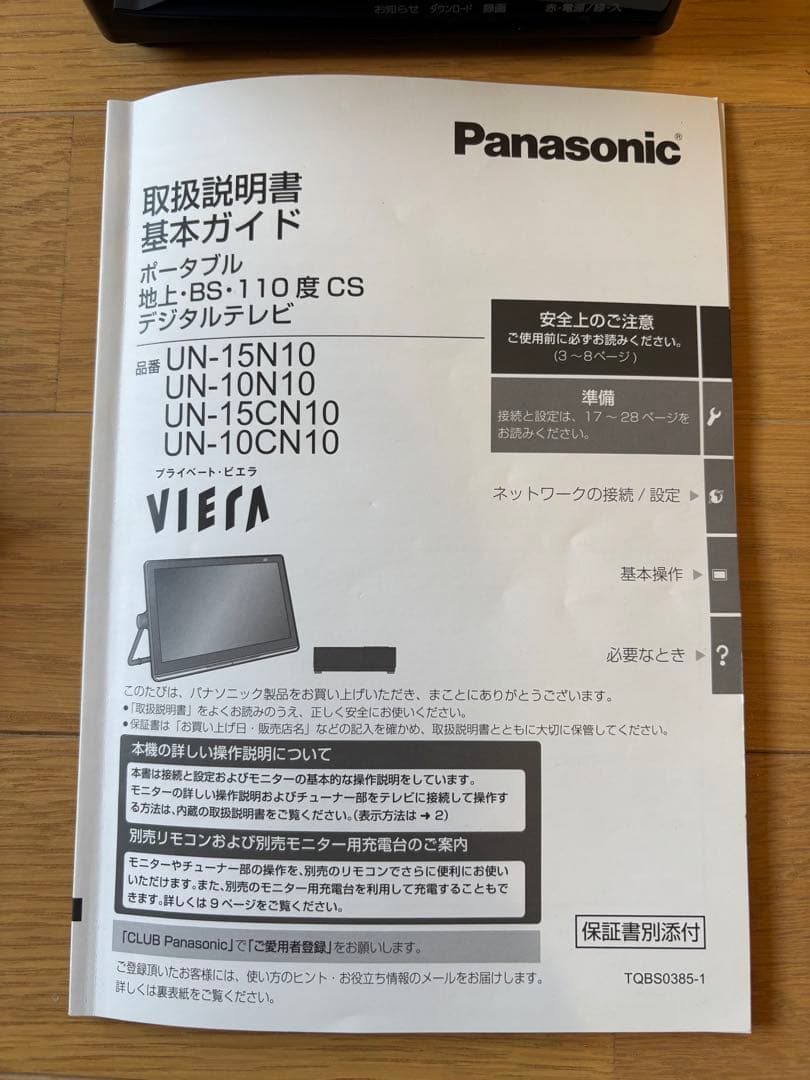 お知らせ ダウンロード 録画 赤:電源/緑:入
Panasonic®
取扱説明書
基本ガイド
ポータブル
地上・BS・110度CS
デジタルテレビ
品番 UN-15N10
UN-10N10
UN-15CN10
UN-10CN10
プライベート・ビエラ
VIErA
安全上のご注意
ご使用前に必ずお読みください。
(3～8ページ)
準備
接続と設定は、17～28ページを
お読みください。
ネットワークの接続/設定 ▶
基本操作 ▶
必要なとき ▶ ?
このたびは、パナソニック製品をお買い上げいただき、まことにありがとうございます。
●「取扱説明書」をよくお読みのうえ、正しく安全にお使いください。
●保証書は「お買い上げ日・販売店名」などの記入を確かめ、取扱説明書とともに大切に保管してください。
本機の詳しい操作説明について
本書は接続と設定およびモニターの基本的な操作説明をしています。
モニターの詳しい操作説明およびチューナー部をテレビに接続して操作す
る方法は、内蔵の取扱説明書をご覧ください。(表示方法は ➔ 2)
別売リモコンおよび別売モニター用充電台のご案内
モニターやチューナー部の操作を、別売のリモコンでさらに便利にお使い
いただけます。また、別売のモニター用充電台を利用して充電することもで
きます。詳しくは9ページをご覧ください。
「CLUB Panasonic」で「ご愛用者登録」をお願いします。
ご登録頂いたお客様には、使い方のヒント・お役立ち情報のメールをお届けします。
詳しくは裏表紙をご覧ください。
保証書別添付
TQBS0385-1